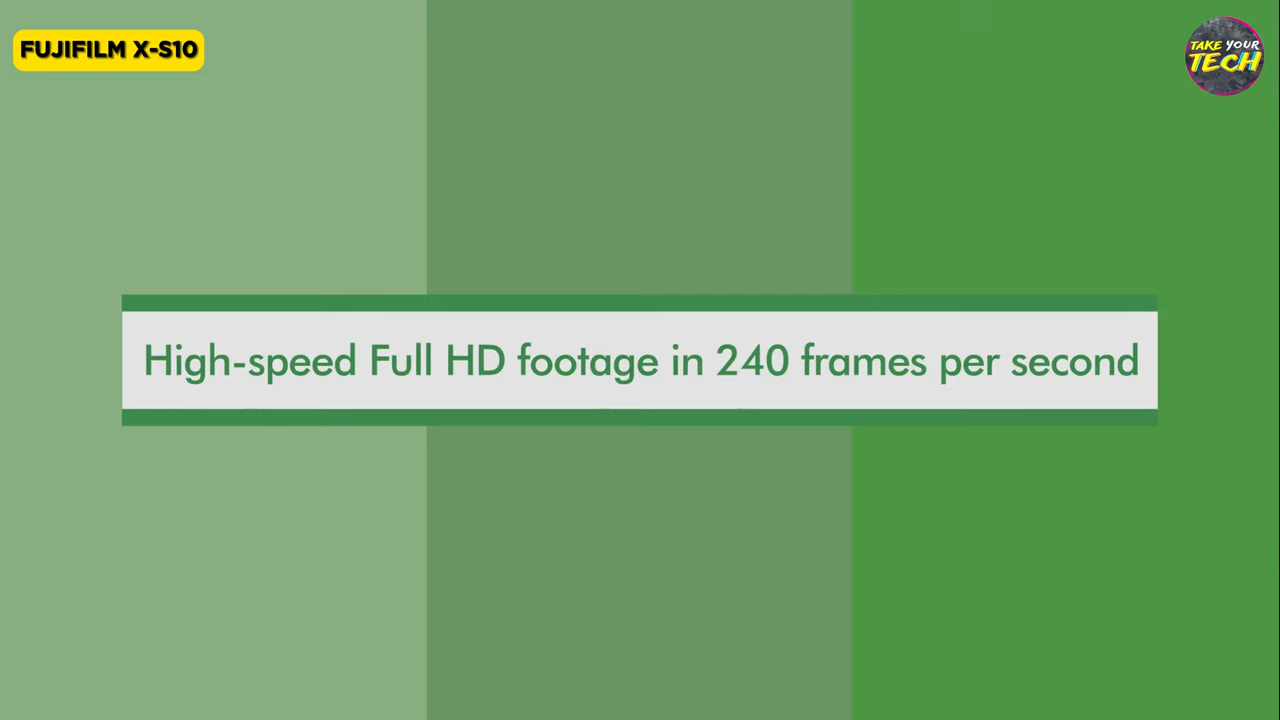 FUJIFILM X-S10
TAKE YOUR
TECH
High-speed Full HD footage in 240 frames per second